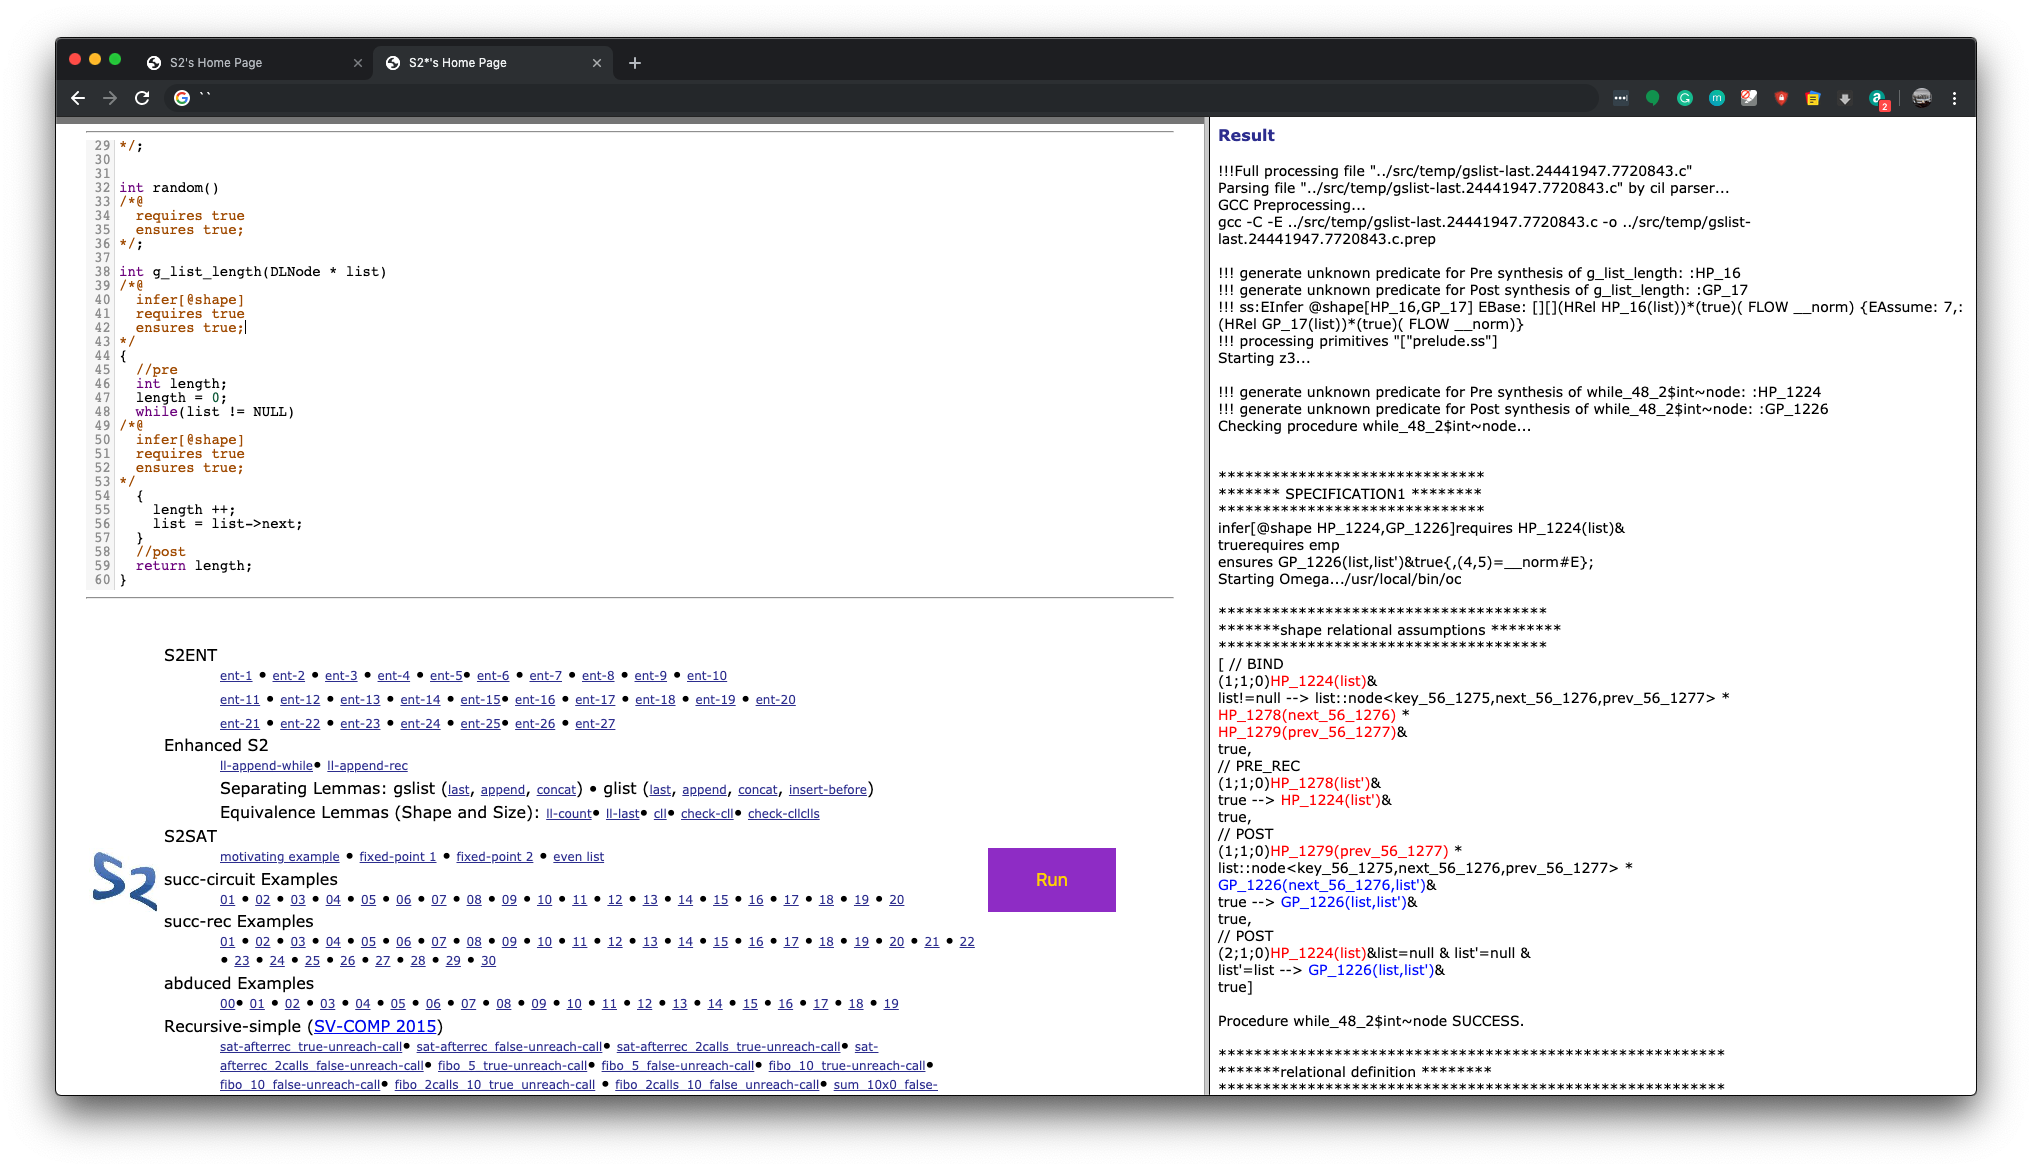 S2's Home Page
S2*'s Home Page
``
29 */;
30
31
32 int random()
33 /*@
34 requires true
35 ensures true;
36 */;
37
38 int g_list_length(DLNode * list)
39 /*@
40 infer[@shape]
41 requires true
42 ensures true;
43 */
44 {
45 //pre
46 int length;
47 length = 0;
48 while(list != NULL)
49 /*@
50 infer[@shape]
51 requires true
52 ensures true;
53 */
54 {
55 length ++;
56 list = list->next;
57 }
58 //post
59 return length;
60 }
S2ENT
ent-1 • ent-2 • ent-3 • ent-4 • ent-5• ent-6 • ent-7 • ent-8 • ent-9 • ent-10
ent-11 • ent-12 • ent-13 • ent-14 • ent-15• ent-16 • ent-17 • ent-18 • ent-19 • ent-20
ent-21 • ent-22 • ent-23 • ent-24 • ent-25• ent-26 • ent-27
Enhanced S2
ll-append-while• ll-append-rec
Separating Lemmas: gslist (last, append, concat) • glist (last, append, concat, insert-before)
Equivalence Lemmas (Shape and Size): ll-count• ll-last• cll• check-cll• check-cllclls
S2SAT
motivating example • fixed-point 1 • fixed-point 2 • even list
S2
succ-circuit Examples
01 • 02 • 03 • 04 • 05 • 06 • 07 • 08 • 09 • 10 • 11 • 12 • 13 • 14 • 15 • 16 • 17 • 18 • 19 • 20
succ-rec Examples
01 • 02 • 03 • 04 • 05 • 06 • 07 • 08 • 09 • 10 • 11 • 12 • 13 • 14 • 15 • 16 • 17 • 18 • 19 • 20 • 21 • 22
• 23 • 24 • 25 • 26 • 27 • 28 • 29 • 30
abduced Examples
00• 01 • 02 • 03 • 04 • 05 • 06 • 07 • 08 • 09 • 10 • 11 • 12 • 13 • 14 • 15 • 16 • 17 • 18 • 19
Recursive-simple (SV-COMP 2015)
sat-afterrec_true-unreach-call• sat-afterrec_false-unreach-call• sat-afterrec_2calls_true-unreach-call• sat-
afterrec_2calls_false-unreach-call• fibo_5_true-unreach-call• fibo_5_false-unreach-call• fibo_10_true-unreach-call•
fibo_10_false-unreach-call• fibo_2calls_10_true_unreach-call • fibo_2calls_10_false_unreach-call• sum_10x0_false-
Run
Result
!!!Full processing file "../src/temp/gslist-last.24441947.7720843.c"
Parsing file "../src/temp/gslist-last.24441947.7720843.c" by cil parser...
GCC Preprocessing...
gcc -C -E ../src/temp/gslist-last.24441947.7720843.c -o ../src/temp/gslist-
last.24441947.7720843.c.prep
!!! generate unknown predicate for Pre synthesis of g_list_length: :HP_16
!!! generate unknown predicate for Post synthesis of g_list_length: :GP_17
!!! ss:EInfer @shape[HP_16,GP_17] EBase: [][](HRel HP_16(list))*(true)( FLOW __norm) {EAssume: 7,:
(HRel GP_17(list))*(true)( FLOW __norm)}
!!! processing primitives "["prelude.ss"]
Starting z3...
!!! generate unknown predicate for Pre synthesis of while_48_2$int~node: :HP_1224
!!! generate unknown predicate for Post synthesis of while_48_2$int~node: :GP_1226
Checking procedure while_48_2$int~node...
******************************
******* SPECIFICATION1 ********
******************************
infer[@shape HP_1224,GP_1226]requires HP_1224(list)&
truerequires emp
ensures GP_1226(list,list')&true{,(4,5)=__norm#E};
Starting Omega.../usr/local/bin/oc
*************************************
*******shape relational assumptions ********
*************************************
[ // BIND
(1;1;0)HP_1224(list)&
list!=null --> list::node<key_56_1275,next_56_1276,prev_56_1277> *
HP_1278(next_56_1276) *
HP_1279(prev_56_1277)&
true,
// PRE_REC
(1;1;0)HP_1278(list')&
true --> HP_1224(list')&
true,
// POST
(1;1;0)HP_1279(prev_56_1277) *
list::node<key_56_1275,next_56_1276,prev_56_1277> *
GP_1226(next_56_1276,list')&
true --> GP_1226(list,list')&
true,
// POST
(2;1;0)HP_1224(list)&list=null & list'=null &
list'=list --> GP_1226(list,list')&
true]
Procedure while_48_2$int~node SUCCESS.
*********************************************************
*******relational definition ********
*********************************************************